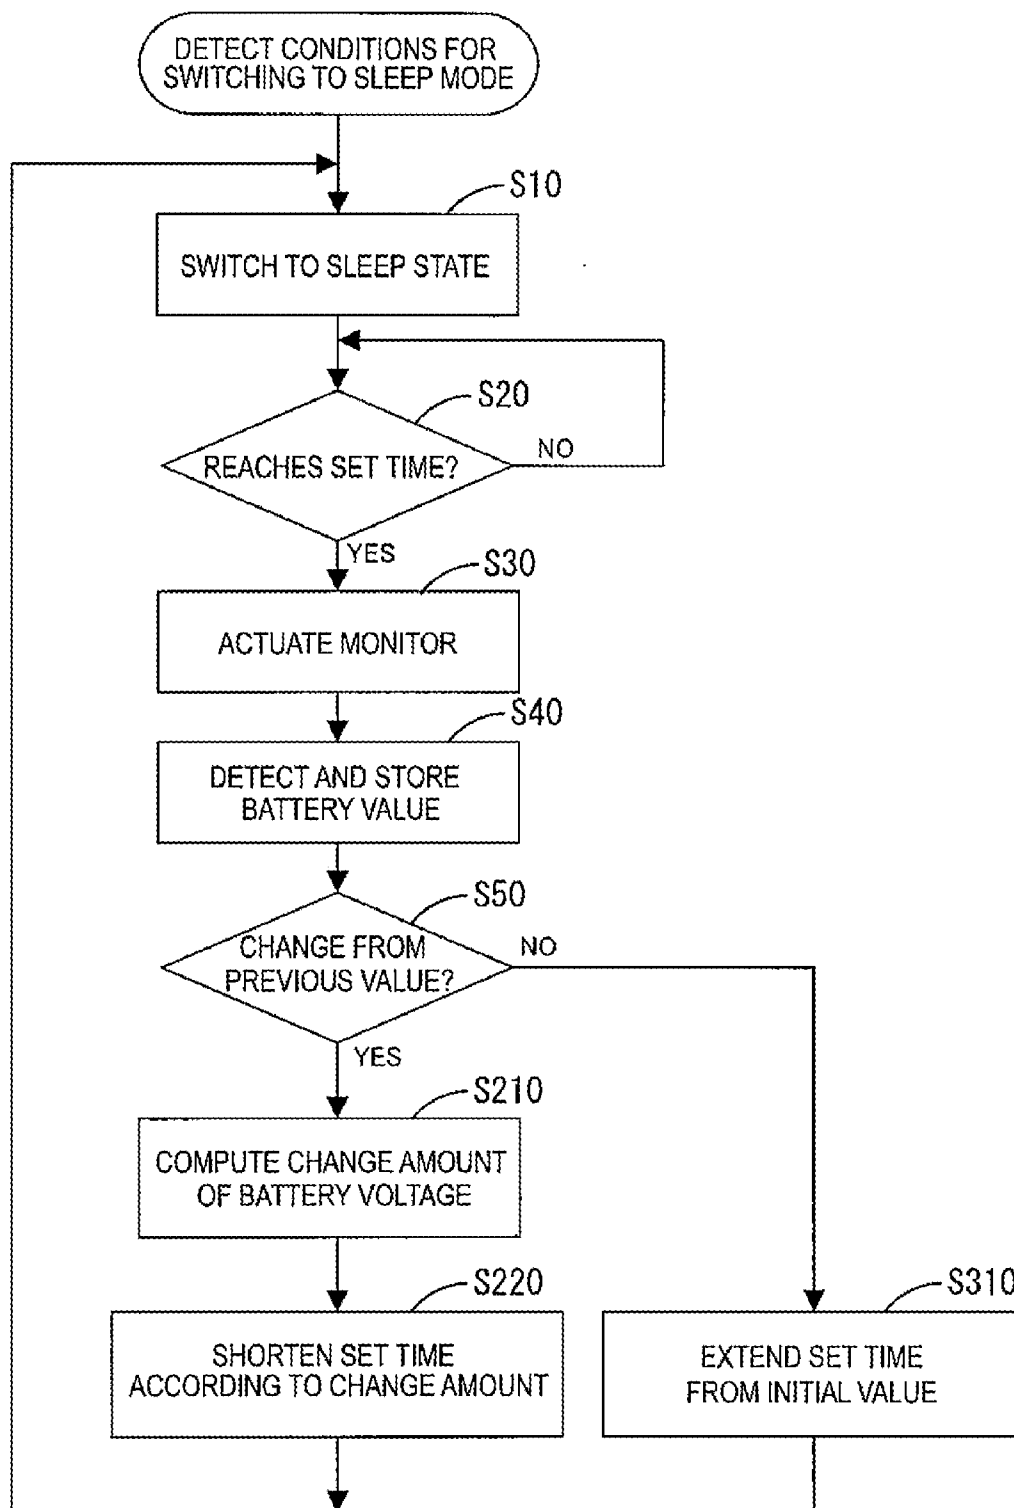 DETECT CONDITIONS FOR
SWITCHING TO SLEEP MODE
S10
SWITCH TO SLEEP STATE
S20
REACHES SET TIME?
NO
YES
S30
ACTUATE MONITOR
S40
DETECT AND STORE
BATTERY VALUE
S50
CHANGE FROM
PREVIOUS VALUE?
NO
YES
S210
COMPUTE CHANGE AMOUNT
OF BATTERY VOLTAGE
S220
SHORTEN SET TIME
ACCORDING TO CHANGE AMOUNT
S310
EXTEND SET TIME
FROM INITIAL VALUE